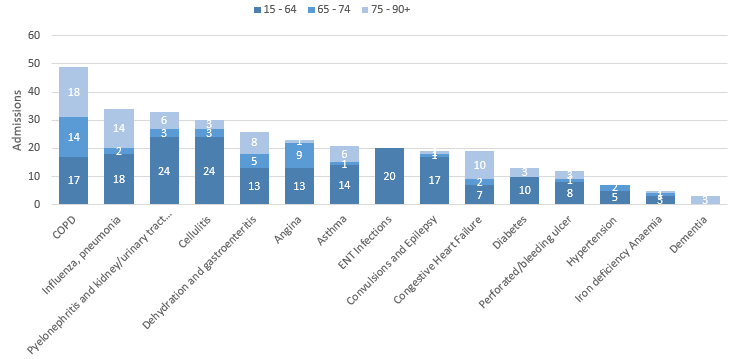 15 - 64 65 - 74 75 - 90+
Admissions
60
50
40
30
20
10
0
18
14
17
14
2
18
6
3
24
3
3
24
8
5
13
1
9
13
6
1
14
20
1
17
10
2
7
3
10
3
1
8
2
5
1
3
3
COPD
Influenza, pneumonia
Pyelonephritis and kidney/urinary tract...
Cellulitis
Dehydration and gastroenteritis
Angina
Asthma
ENT Infections
Convulsions and Epilepsy
Congestive Heart Failure
Diabetes
Perforated/bleeding ulcer
Hypertension
Iron deficiency Anaemia
Dementia